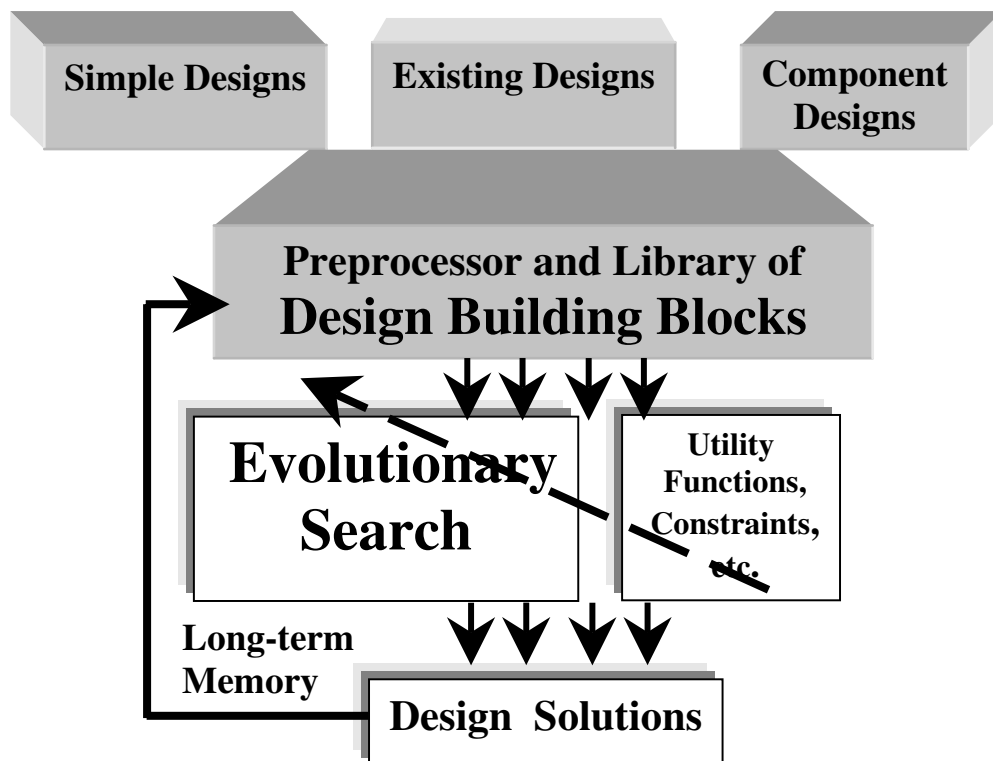 Simple Designs
Existing Designs
Component
Designs
Preprocessor and Library of
Design Building Blocks
Evolutionary
Search
Utility
Functions,
Constraints,
etc.
Long-term
Memory
Design Solutions